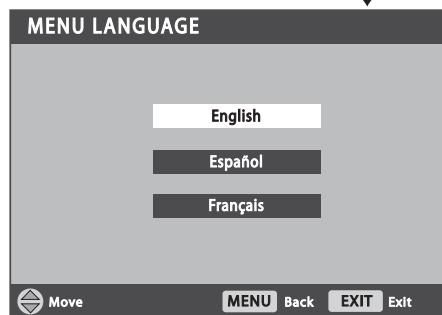 MENU LANGUAGE
English
Español
Français
Move MENU Back EXIT Exit